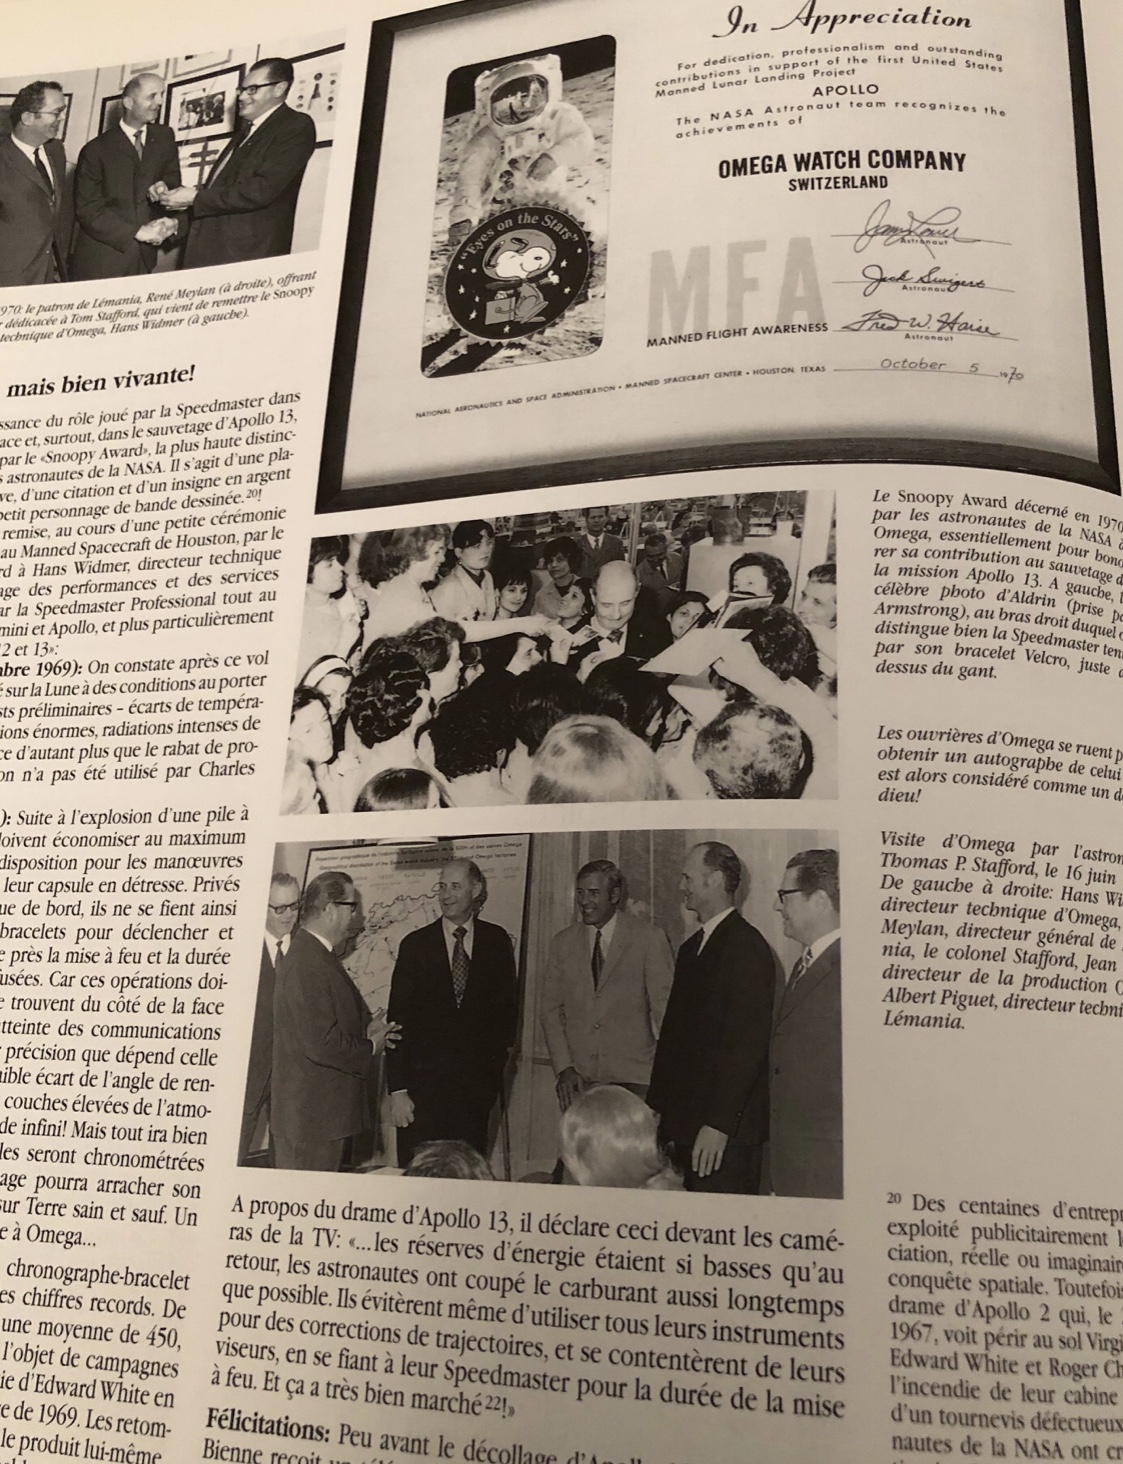 In Appreciation
For dedication, professionalism and outstanding
contributions in support of the first United States
Manned Lunar Landing Project
APOLLO
The NASA Astronaut team recognizes the
achievements of
OMEGA WATCH COMPANY
SWITZERLAND
Astronaut
Jack Swigert
Astronaut
Fred W. Haise
Astronaut
"Eyes on the Stars"
MFA
MANNED FLIGHT AWARENESS
October 5 1970
NATIONAL AERONAUTICS AND SPACE ADMINISTRATION • MANNED SPACECRAFT CENTER • HOUSTON, TEXAS
1970: le patron de Lémania, René Meylan (à droite), offrant
dédicacée à Tom Stafford, qui vient de remettre le Snoopy
technique d'Omega, Hans Widmer (à gauche).
mais bien vivante!
ssance du rôle joué par la Speedmaster dans
ace et, surtout, dans le sauvetage d'Apollo 13,
par le «Snoopy Award», la plus haute distinc-
s astronautes de la NASA. Il s'agit d'une pla-
ve, d'une citation et d'un insigne en argent
petit personnage de bande dessinée.20!
remise, au cours d'une petite cérémonie
au Manned Spacecraft de Houston, par le
rd à Hans Widmer, directeur technique
age des performances et des services
ar la Speedmaster Professional tout au
mini et Apollo, et plus particulièrement
12 et 13»:
mbre 1969): On constate après ce vol
é sur la Lune à des conditions au porter
sts préliminaires – écarts de tempéra-
ions énormes, radiations intenses de
ce d'autant plus que le rabat de pro-
on n'a pas été utilisé par Charles
): Suite à l'explosion d'une pile à
doivent économiser au maximum
disposition pour les manœuvres
leur capsule en détresse. Privés
ue de bord, ils ne se fient ainsi
bracelets pour déclencher et
e près la mise à feu et la durée
fusées. Car ces opérations doi-
e trouvent du côté de la face
atteinte des communications
r précision que dépend celle
uible écart de l'angle de ren-
couches élevées de l'atmo-
de infini! Mais tout ira bien
les seront chronométrées
age pourra arracher son
sur Terre sain et sauf. Un
e à Omega...
chronographe-bracelet
es chiffres records. De
une moyenne de 450,
l'objet de campagnes
ie d'Edward White en
re de 1969. Les retom-
le produit lui-même
A propos du drame d'Apollo 13, il déclare ceci devant les camé-
ras de la TV: «...les réserves d'énergie étaient si basses qu'au
retour, les astronautes ont coupé le carburant aussi longtemps
que possible. Ils évitèrent même d'utiliser tous leurs instruments
pour des corrections de trajectoires, et se contentèrent de leurs
viseurs, en se fiant à leur Speedmaster pour la durée de la mise
à feu. Et ça a très bien marché22!»
Félicitations: Peu avant le décollage
Bienne reçoit un
Le Snoopy Award décerné en 1970
par les astronautes de la NASA à
Omega, essentiellement pour hono
rer sa contribution au sauvetage d
la mission Apollo 13. A gauche, l
célèbre photo d'Aldrin (prise pa
Armstrong), au bras droit duquel
distingue bien la Speedmaster ten
par son bracelet Velcro, juste a
dessus du gant.
Les ouvrières d'Omega se ruent p
obtenir un autographe de celui
est alors considéré comme un de
dieu!
Visite d'Omega par l'astron
Thomas P. Stafford, le 16 juin
De gauche à droite: Hans Wi
directeur technique d'Omega,
Meylan, directeur général de
nia, le colonel Stafford, Jean
directeur de la production O
Albert Piguet, directeur techni
Lémania.
20 Des centaines d'entrepr
exploité publicitairement l
ciation, réelle ou imaginair
conquête spatiale. Toutefois
drame d'Apollo 2 qui, le
1967, voit périr au sol Virgi
Edward White et Roger Ch
l'incendie de leur cabine
d'un tournevis défectueux
nautes de la NASA ont cr